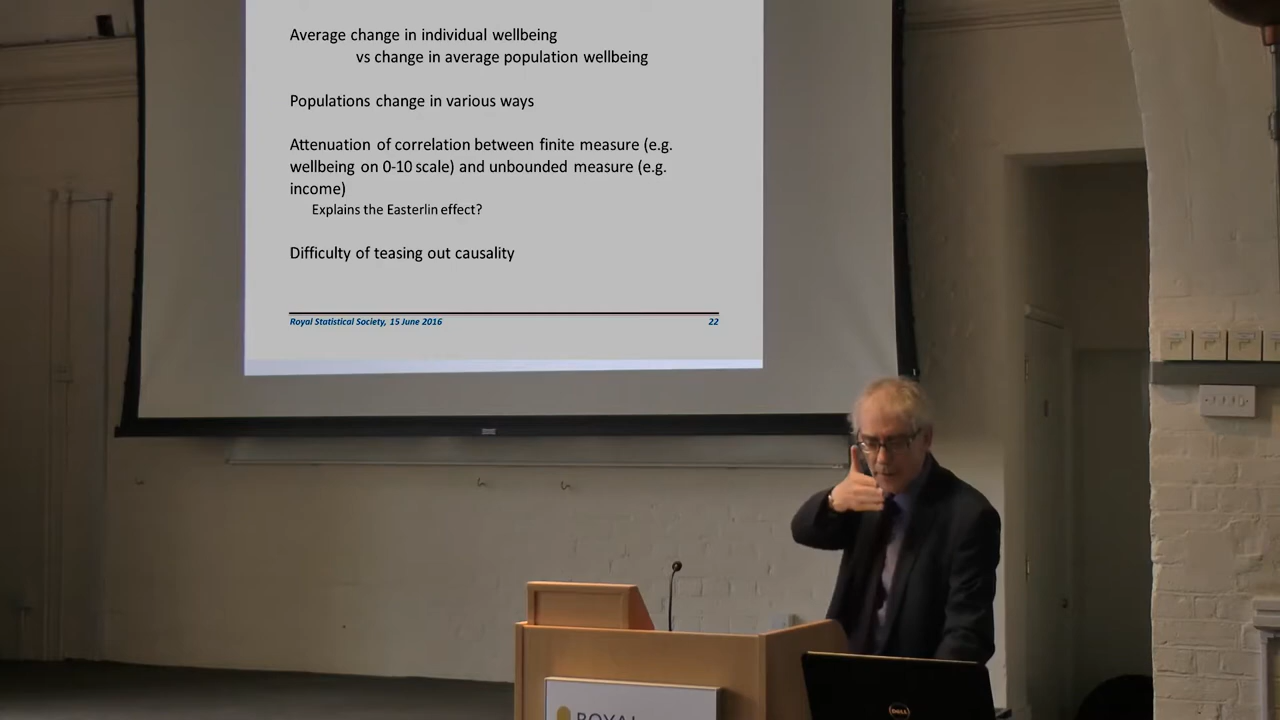 Average change in individual wellbeing
vs change in average population wellbeing
Populations change in various ways
Attenuation of correlation between finite measure (e.g.
wellbeing on 0-10 scale) and unbounded measure (e.g.
income)
Explains the Easterlin effect?
Difficulty of teasing out causality
Royal Statistical Society, 15 June 2016 22
ROYAL
DELL